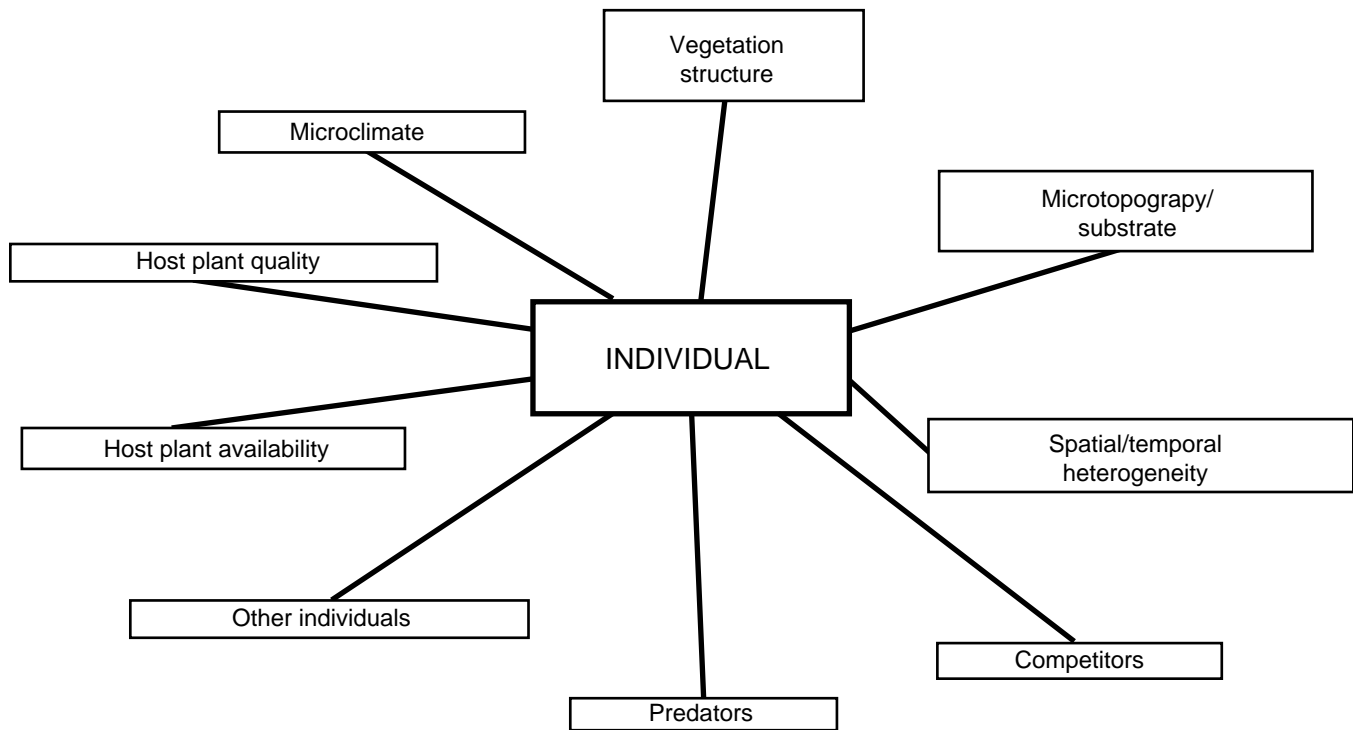 Vegetation
structure
Microclimate
Microtopograpy/
substrate
Host plant quality
INDIVIDUAL
Host plant availability
Spatial/temporal
heterogeneity
Other individuals
Competitors
Predators